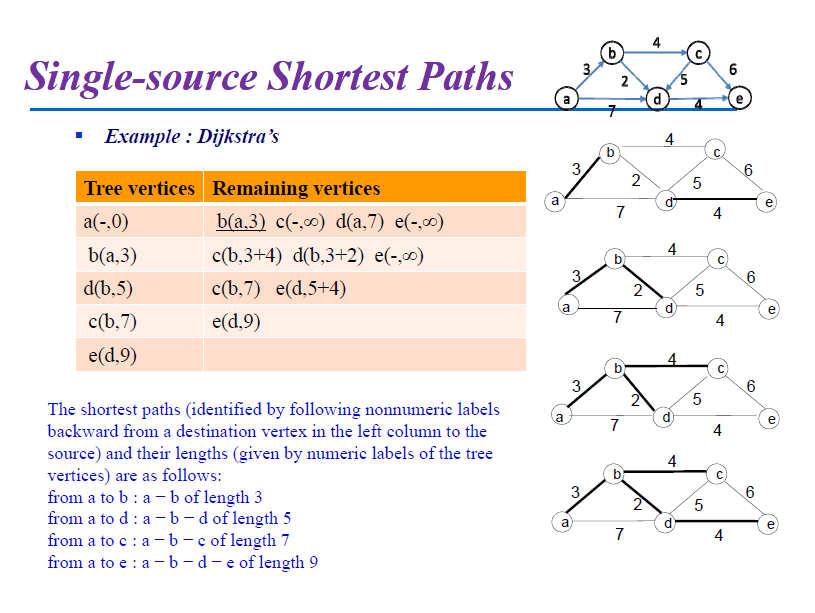 Single-source Shortest Paths
▪ Example : Dijkstra's
Tree vertices Remaining vertices
a(-,0) b(a,3) c(-,∞) d(a,7) e(-,∞)
b(a,3) c(b,3+4) d(b,3+2) e(-,∞)
d(b,5) c(b,7) e(d,5+4)
c(b,7) e(d,9)
e(d,9)
The shortest paths (identified by following nonnumeric labels
backward from a destination vertex in the left column to the
source) and their lengths (given by numeric labels of the tree
vertices) are as follows:
from a to b : a − b of length 3
from a to d : a − b − d of length 5
from a to c : a − b − c of length 7
from a to e : a − b − d − e of length 9
4
b c
3 2 5 6
a d e
7 4
4
b c
3 2 5 6
a d e
7 4
4
b c
3 2 5 6
a d e
7 4
4
b c
3 2 5 6
a d e
7 4
4
b c
3 2 5 6
a d e
7 4